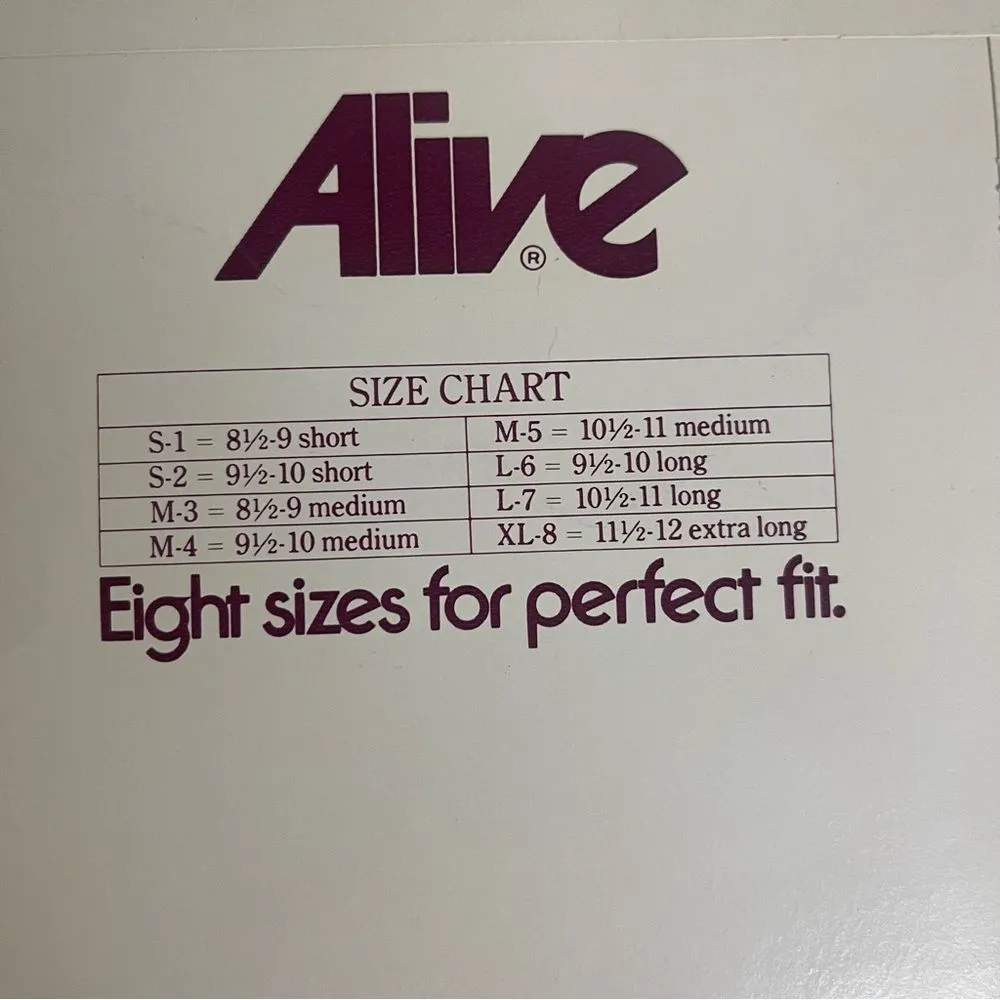 Alive®
SIZE CHART
S-1 = 8½-9 short
S-2 = 9½-10 short
M-3 = 8½-9 medium
M-4 = 9½-10 medium
M-5 = 10½-11 medium
L-6 = 9½-10 long
L-7 = 10½-11 long
XL-8 = 11½-12 extra long
Eight sizes for perfect fit.